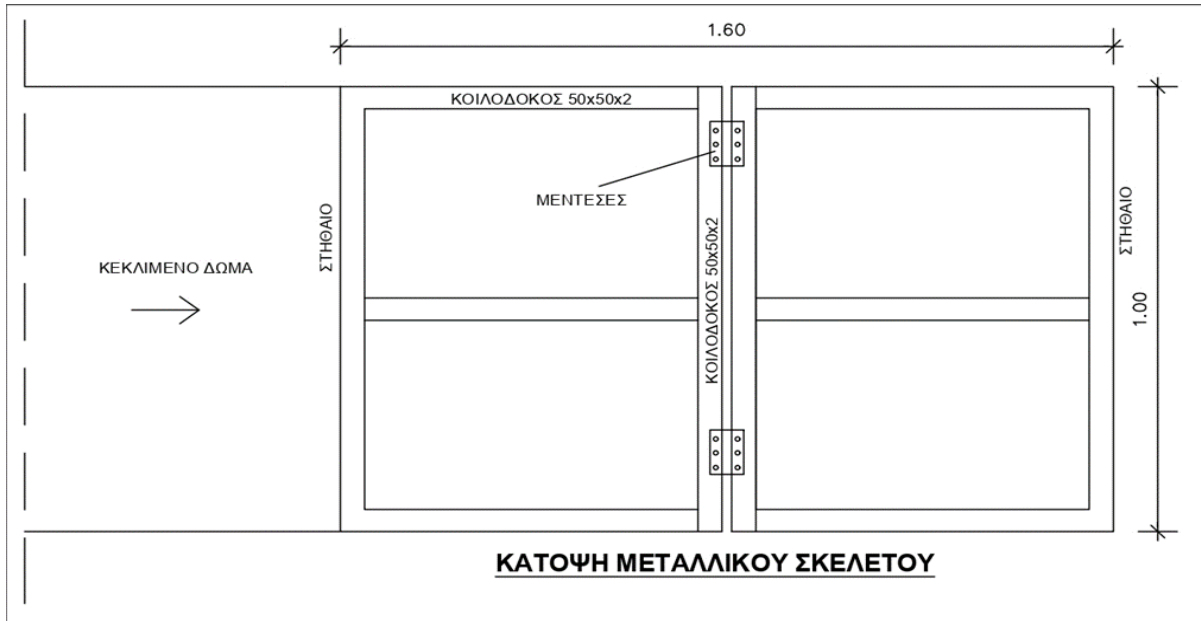 1.60
ΚΟΙΛΟΔΟΚΟΣ 50x50x2
ΜΕΝΤΕΣΕΣ
ΣΤΗΘΑΙΟ
ΚΕΚΛΙΜΕΝΟ ΔΩΜΑ
ΚΟΙΛΟΔΟΚΟΣ 50x50x2
ΣΤΗΘΑΙΟ
1.00
ΚΑΤΟΨΗ ΜΕΤΑΛΛΙΚΟΥ ΣΚΕΛΕΤΟΥ